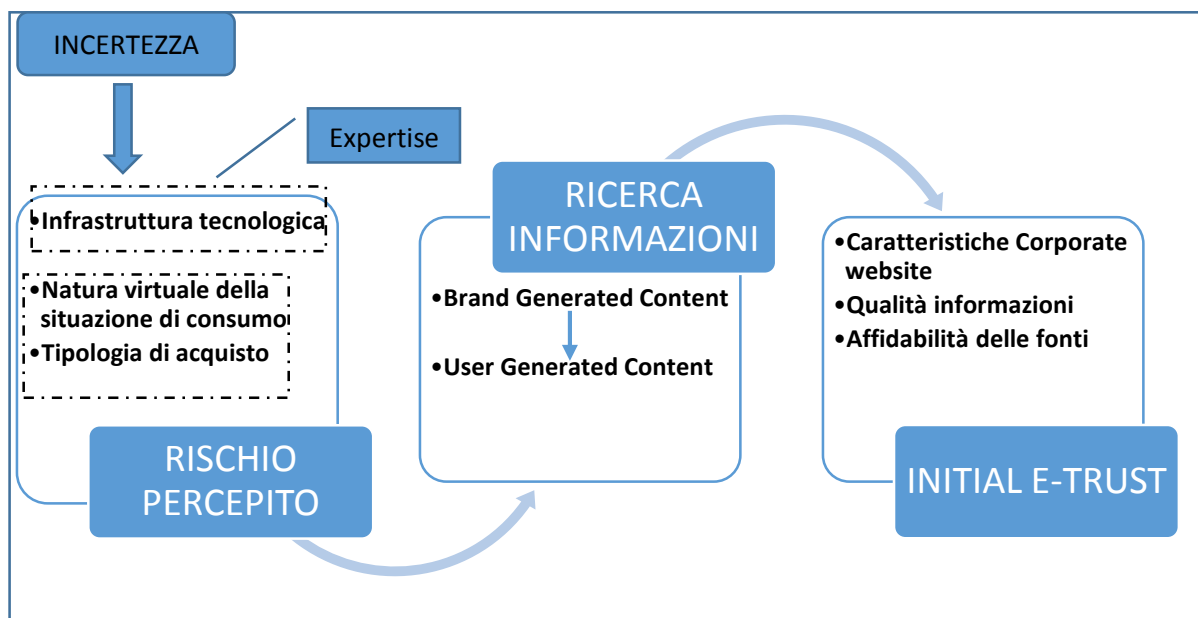 INCERTEZZA
Expertise
•Infrastruttura tecnologica
•Natura virtuale della
situazione di consumo
•Tipologia di acquisto
RISCHIO
PERCEPITO
RICERCA
INFORMAZIONI
•Brand Generated Content
•User Generated Content
•Caratteristiche Corporate
website
•Qualità informazioni
•Affidabilità delle fonti
INITIAL E-TRUST